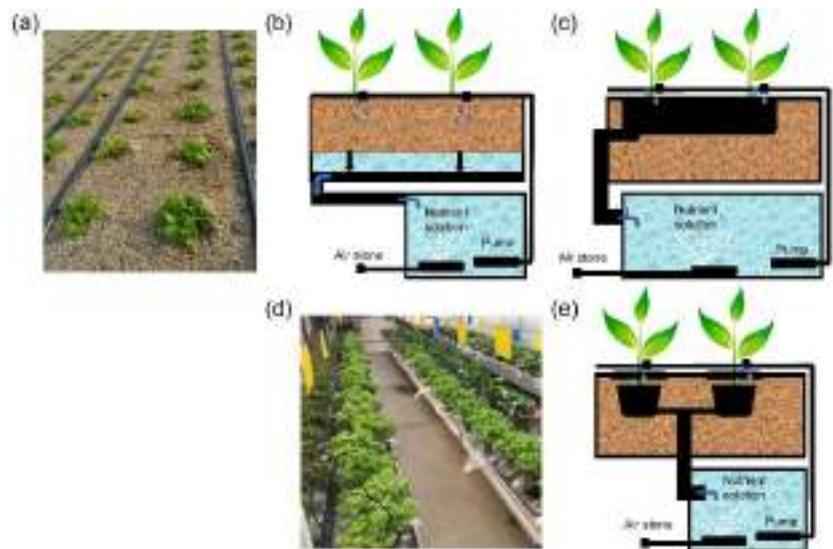 (a)
(b)
(c)
Nutrient
solution
Pump
Air stone
Nutrient
solution
Pump
Air stone
(d)
(e)
Nutrient
solution
Pump
Air stone